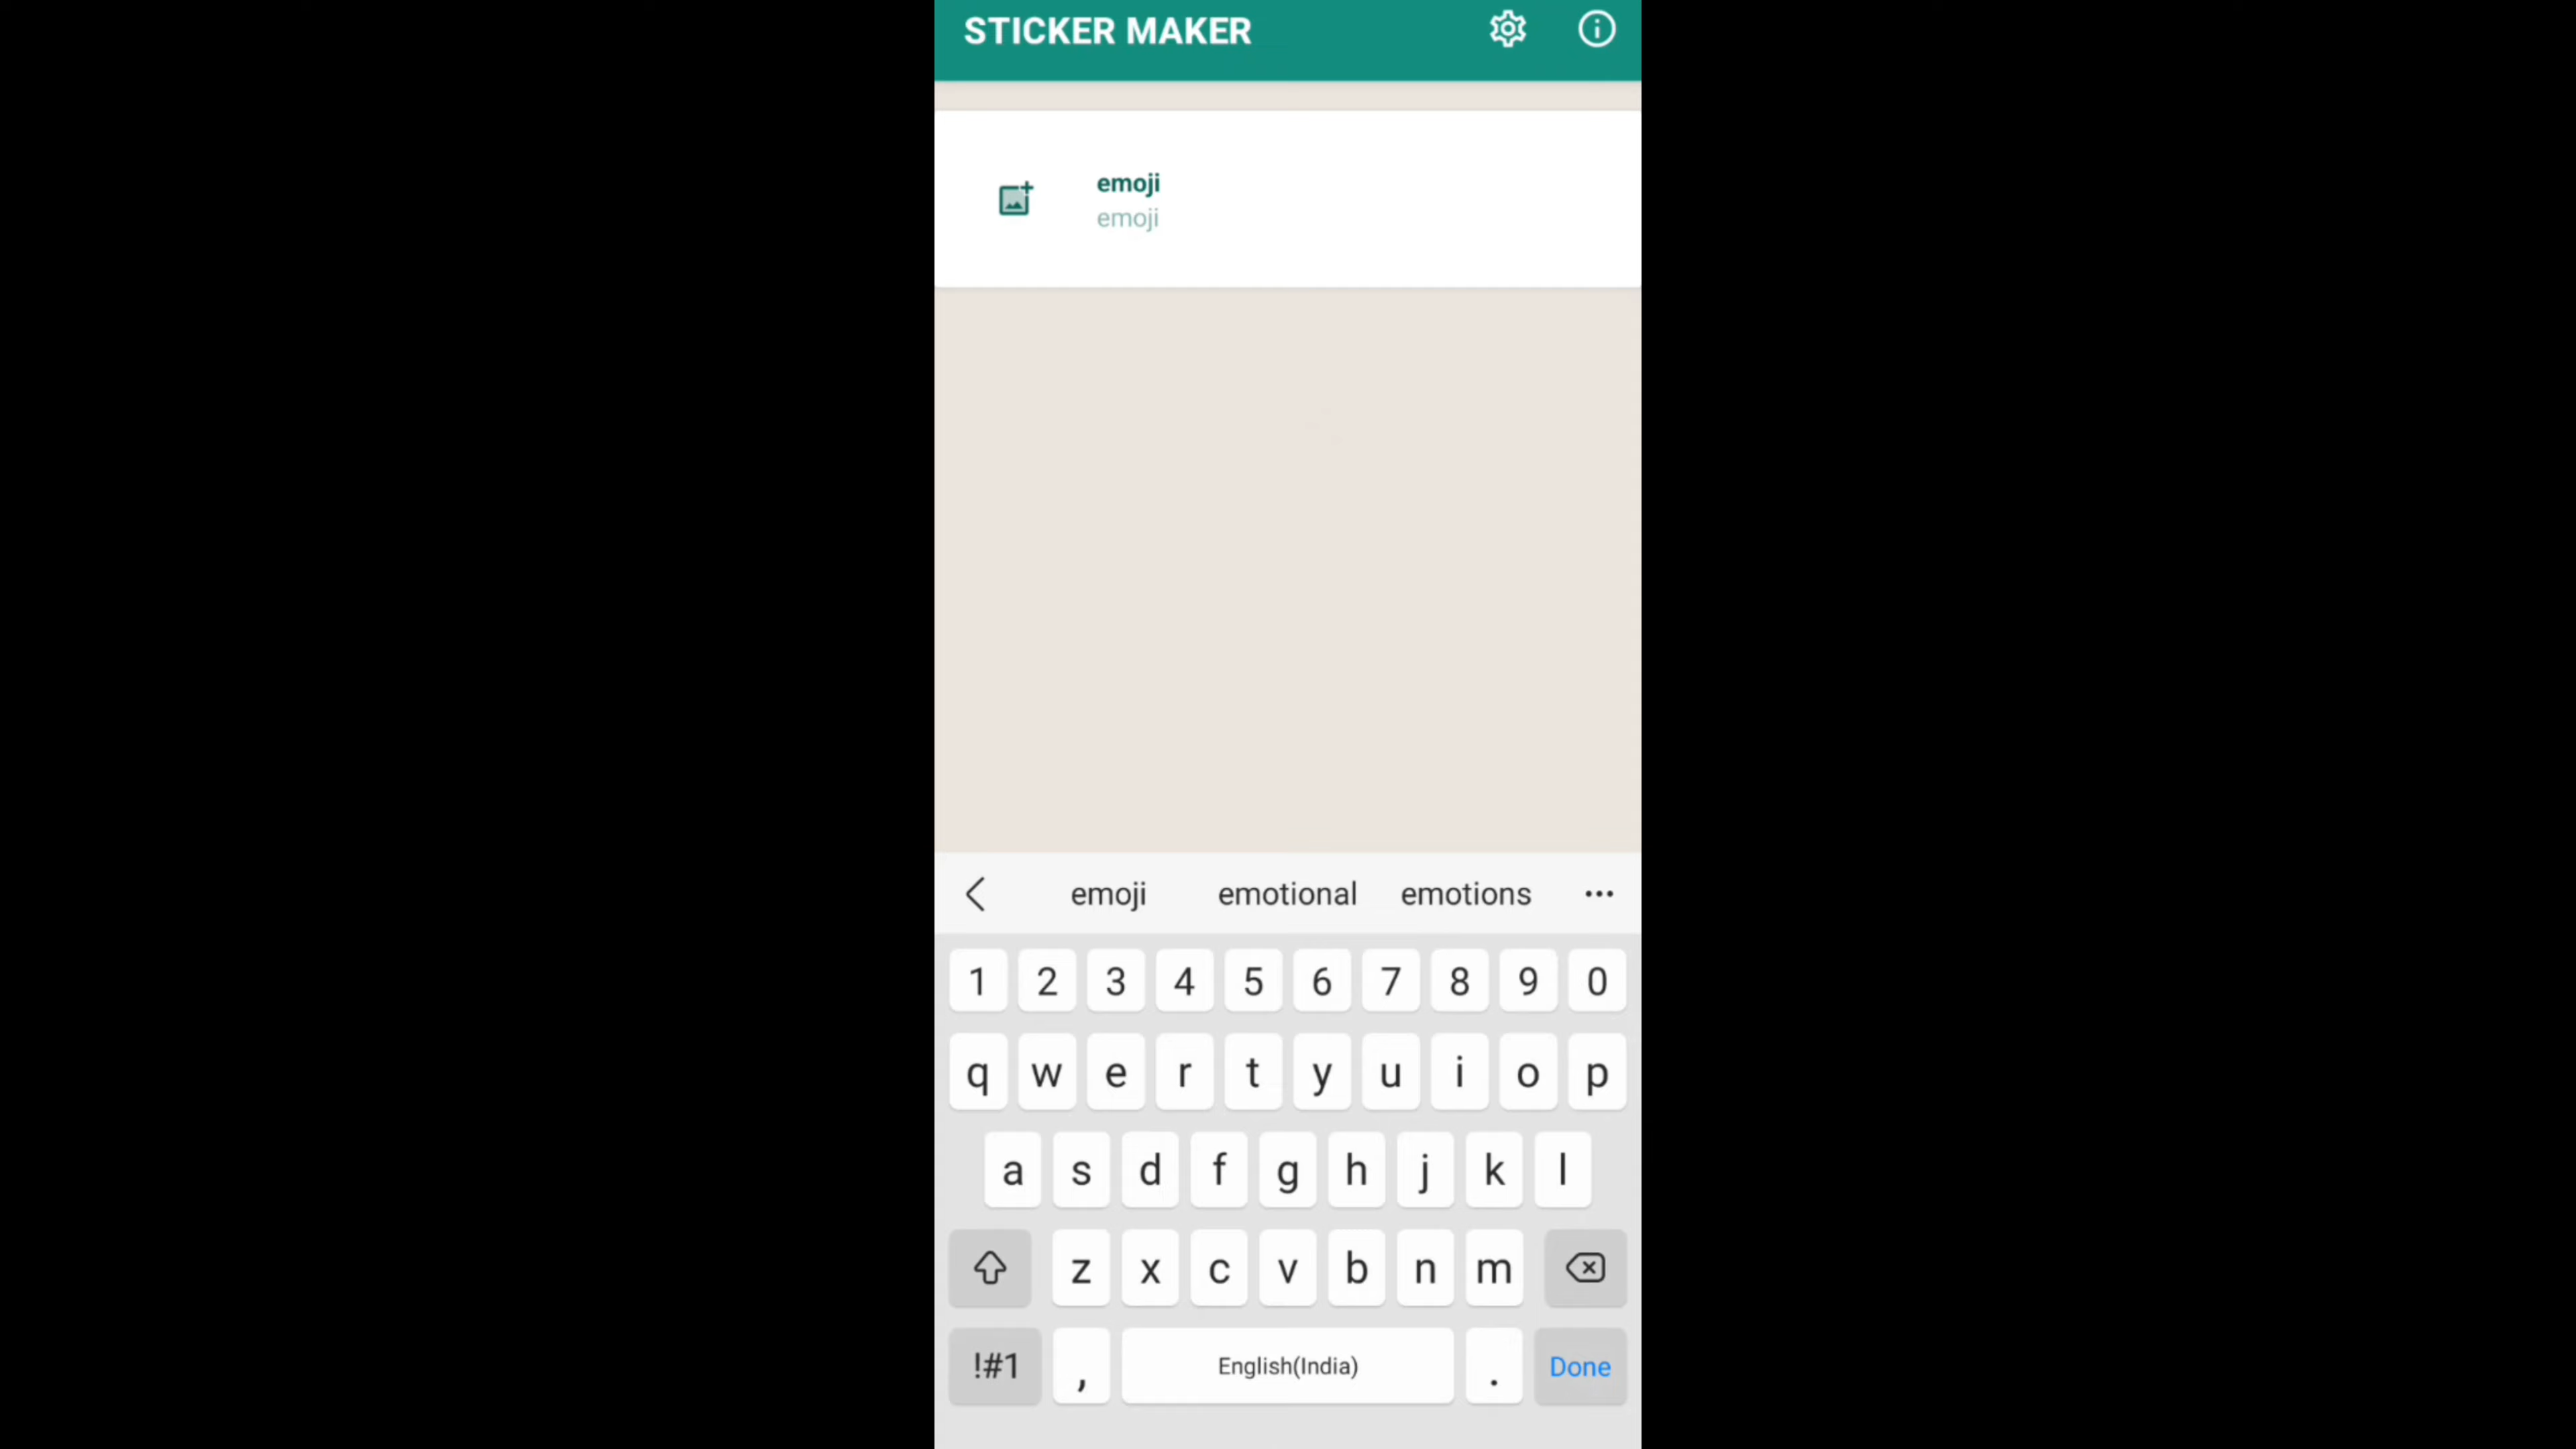 STICKER MAKER
emoji
emoji
emoji emotional emotions
1 2 3 4 5 6 7 8 9 0
q w e r t y u i o p
a s d f g h j k l
z x c v b n m
!#1 , English(India) . Done